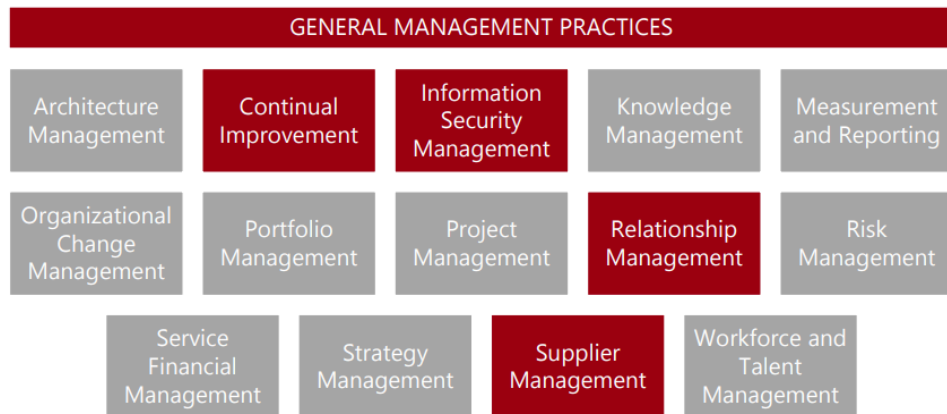 GENERAL MANAGEMENT PRACTICES
Architecture
Management
Continual
Improvement
Information
Security
Management
Knowledge
Management
Measurement
and Reporting
Organizational
Change
Management
Portfolio
Management
Project
Management
Relationship
Management
Risk
Management
Service
Financial
Management
Strategy
Management
Supplier
Management
Workforce and
Talent
Management